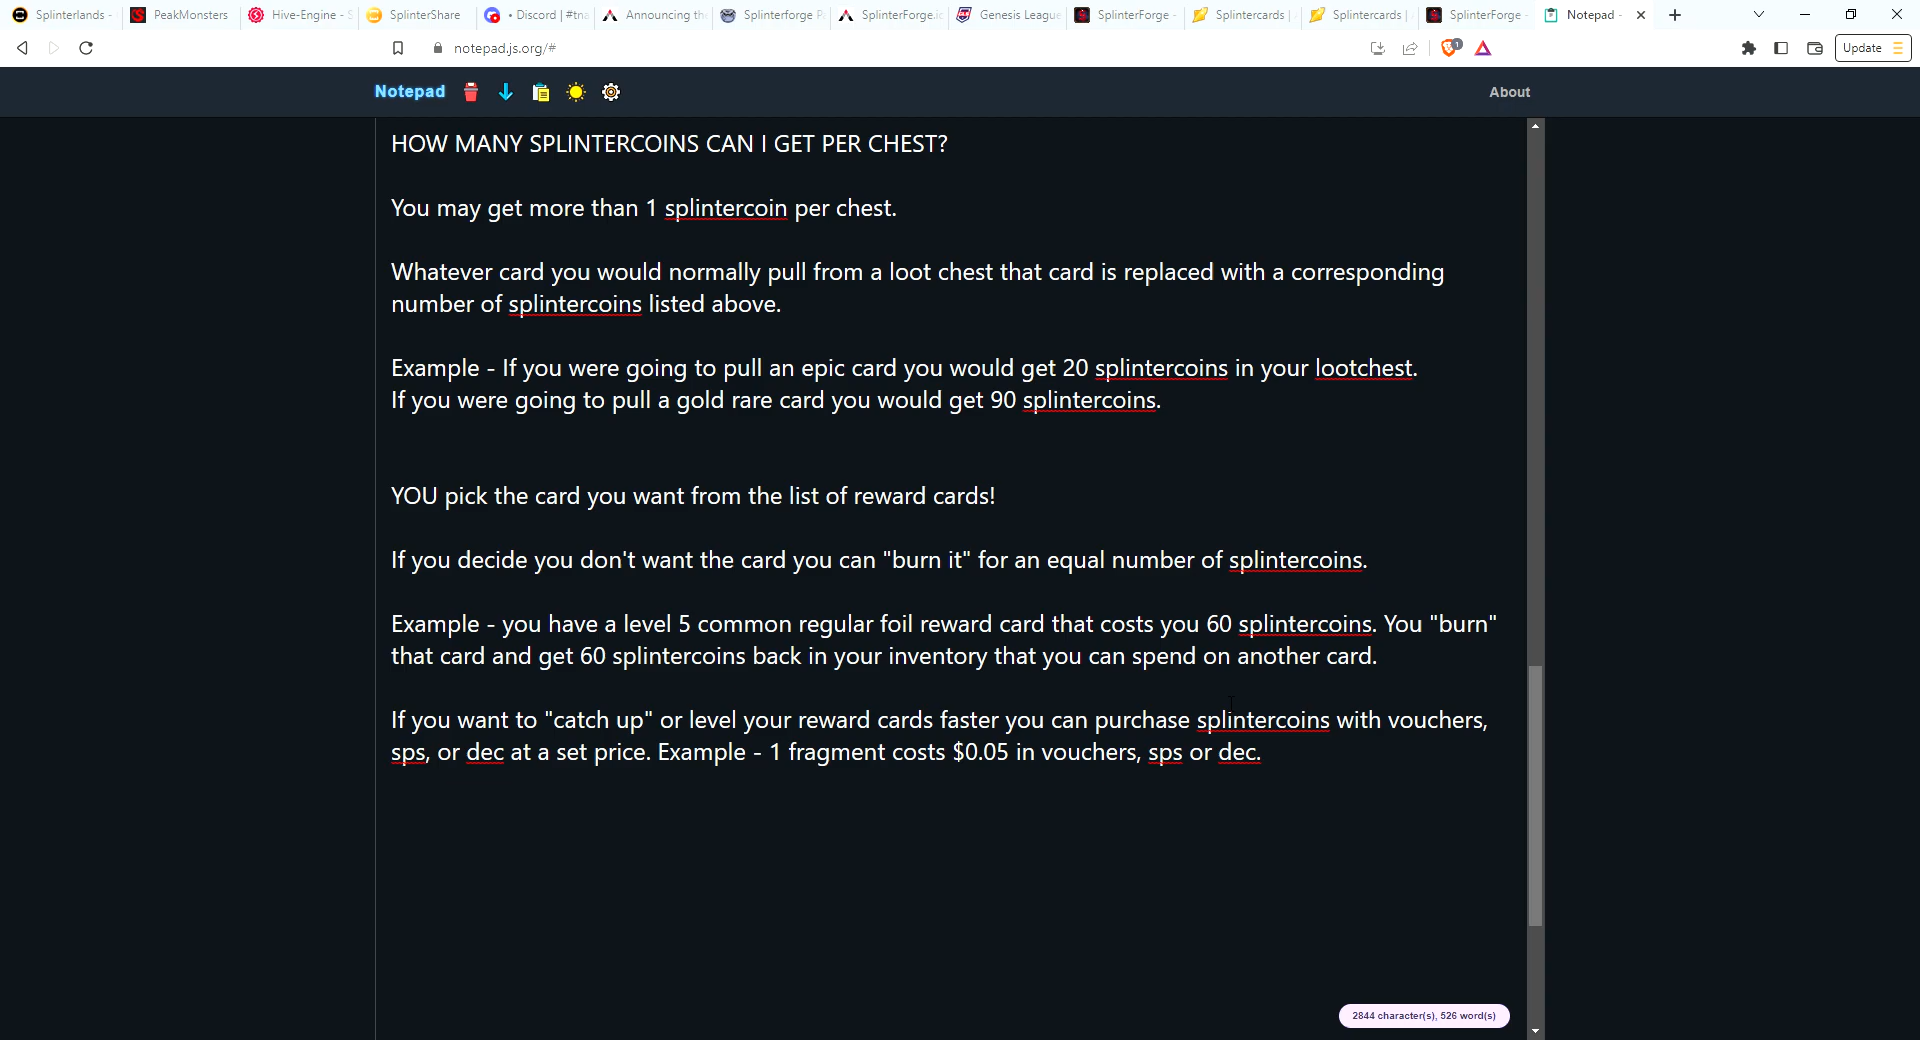 Splinterlands -
PeakMonsters
Hive-Engine - S
SplinterShare
• Discord | #tna
Announcing th
Splinterforge P
SplinterForge.io
Genesis League
SplinterForge -
Splintercards |
Splintercards |
SplinterForge -
Notepad -
notepad.js.org/#
1
Update
Notepad
About
HOW MANY SPLINTERCOINS CAN I GET PER CHEST?
You may get more than 1 splintercoin per chest.
Whatever card you would normally pull from a loot chest that card is replaced with a corresponding
number of splintercoins listed above.
Example - If you were going to pull an epic card you would get 20 splintercoins in your lootchest.
If you were going to pull a gold rare card you would get 90 splintercoins.
YOU pick the card you want from the list of reward cards!
If you decide you don't want the card you can "burn it" for an equal number of splintercoins.
Example - you have a level 5 common regular foil reward card that costs you 60 splintercoins. You "burn"
that card and get 60 splintercoins back in your inventory that you can spend on another card.
If you want to "catch up" or level your reward cards faster you can purchase splintercoins with vouchers,
sps, or dec at a set price. Example - 1 fragment costs $0.05 in vouchers, sps or dec.
2844 character(s), 526 word(s)